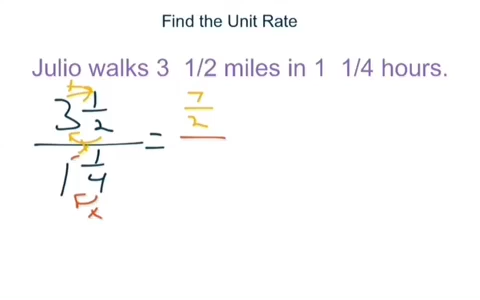 Find the Unit Rate
Julio walks 3 1/2 miles in 1 1/4 hours.
3 1/2 = 7/2
1 1/4
x